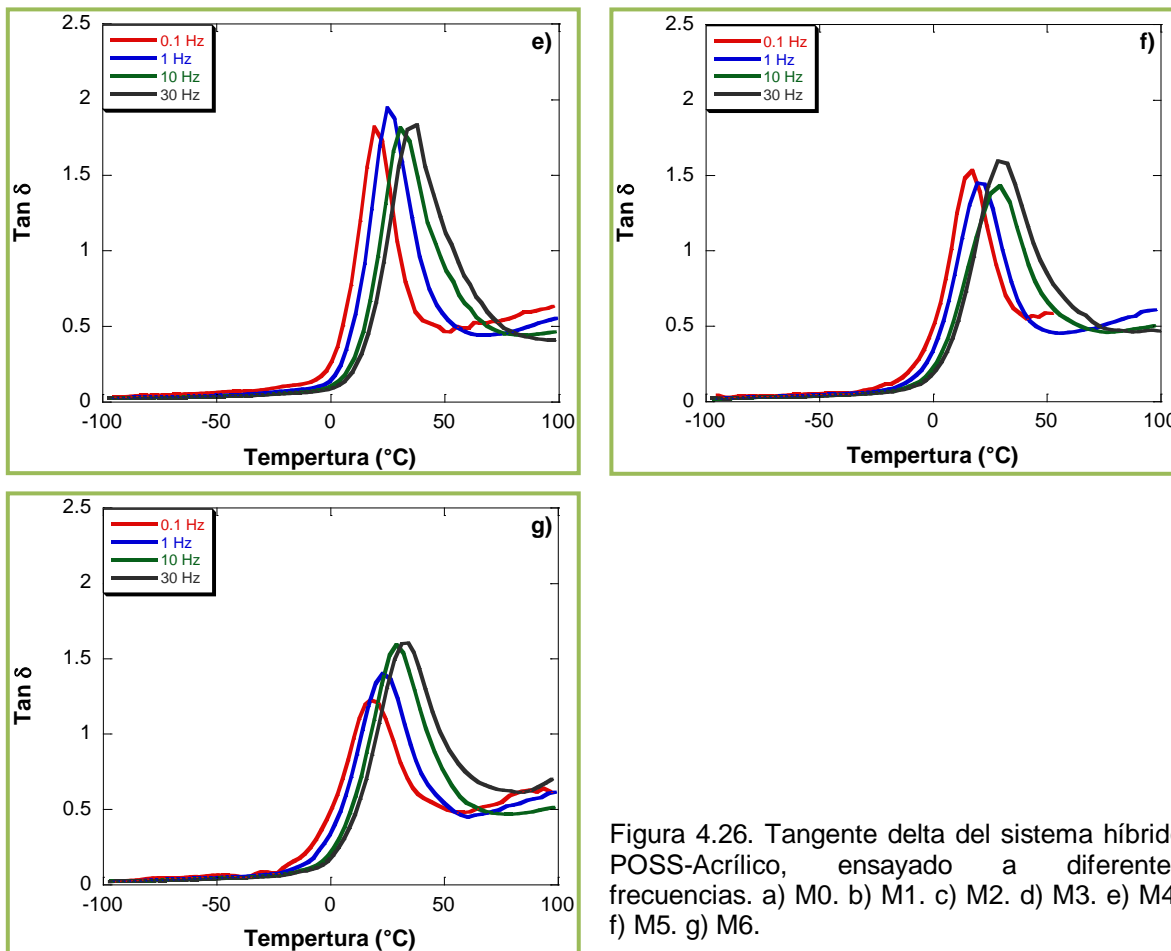 e)
0.1 Hz
1 Hz
10 Hz
30 Hz
2.5
2
1.5
1
0.5
0
Tan δ
-100 -50 0 50 100
Tempertura (°C)
f)
0.1 Hz
1 Hz
10 Hz
30 Hz
2.5
2
1.5
1
0.5
0
Tan δ
-100 -50 0 50 100
Tempertura (°C)
g)
0.1 Hz
1 Hz
10 Hz
30 Hz
2.5
2
1.5
1
0.5
0
Tan δ
-100 -50 0 50 100
Tempertura (°C)
Figura 4.26. Tangente delta del sistema híbrid
POSS-Acrílico, ensayado a diferente
frecuencias. a) M0. b) M1. c) M2. d) M3. e) M4
f) M5. g) M6.